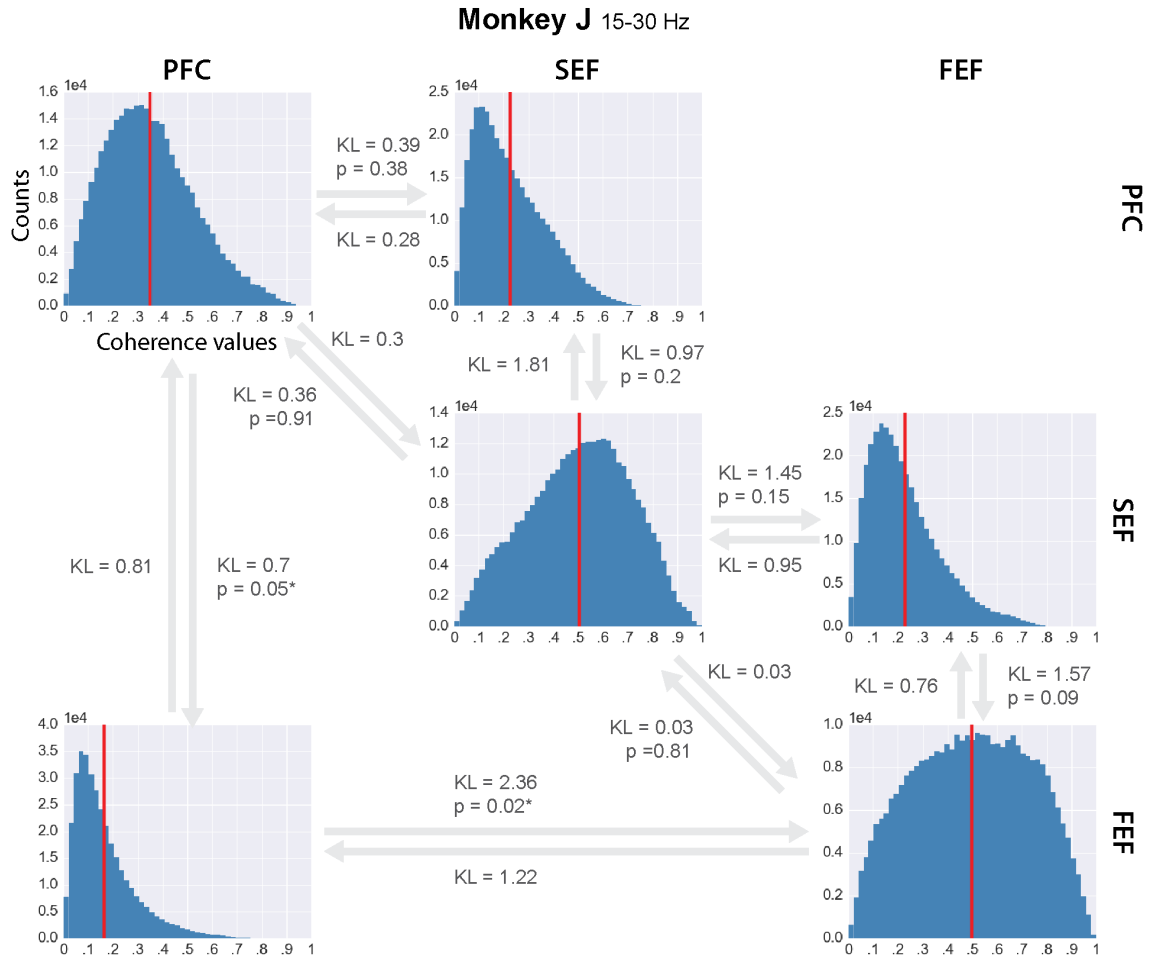 Monkey J 15-30 Hz
PFC
SEF
FEF
1e4
1.6
1.4
1.2
1.0
0.8
0.6
0.4
0.2
0.0
Counts
0 .1 .2 .3 .4 .5 .6 .7 .8 .9 1
Coherence values
KL = 0.39
p = 0.38
KL = 0.28
1e4
2.5
2.0
1.5
1.0
0.5
0.0
0 .1 .2 .3 .4 .5 .6 .7 .8 .9 1
PFC
KL = 0.3
KL = 0.36
p =0.91
KL = 1.81
KL = 0.97
p = 0.2
1e4
1.4
1.2
1.0
0.8
0.6
0.4
0.2
0.0
0 .1 .2 .3 .4 .5 .6 .7 .8 .9 1
KL = 1.45
p = 0.15
KL = 0.95
1e4
2.5
2.0
1.5
1.0
0.5
0.0
0 .1 .2 .3 .4 .5 .6 .7 .8 .9 1
SEF
KL = 0.81
KL = 0.7
p = 0.05*
KL = 0.03
KL = 0.03
p =0.81
KL = 0.76
KL = 1.57
p = 0.09
1e4
4.0
3.5
3.0
2.5
2.0
1.5
1.0
0.5
0.0
0 .1 .2 .3 .4 .5 .6 .7 .8 .9 1
KL = 2.36
p = 0.02*
KL = 1.22
1e4
1.0
0.8
0.6
0.4
0.2
0.0
0 .1 .2 .3 .4 .5 .6 .7 .8 .9 1
FEF